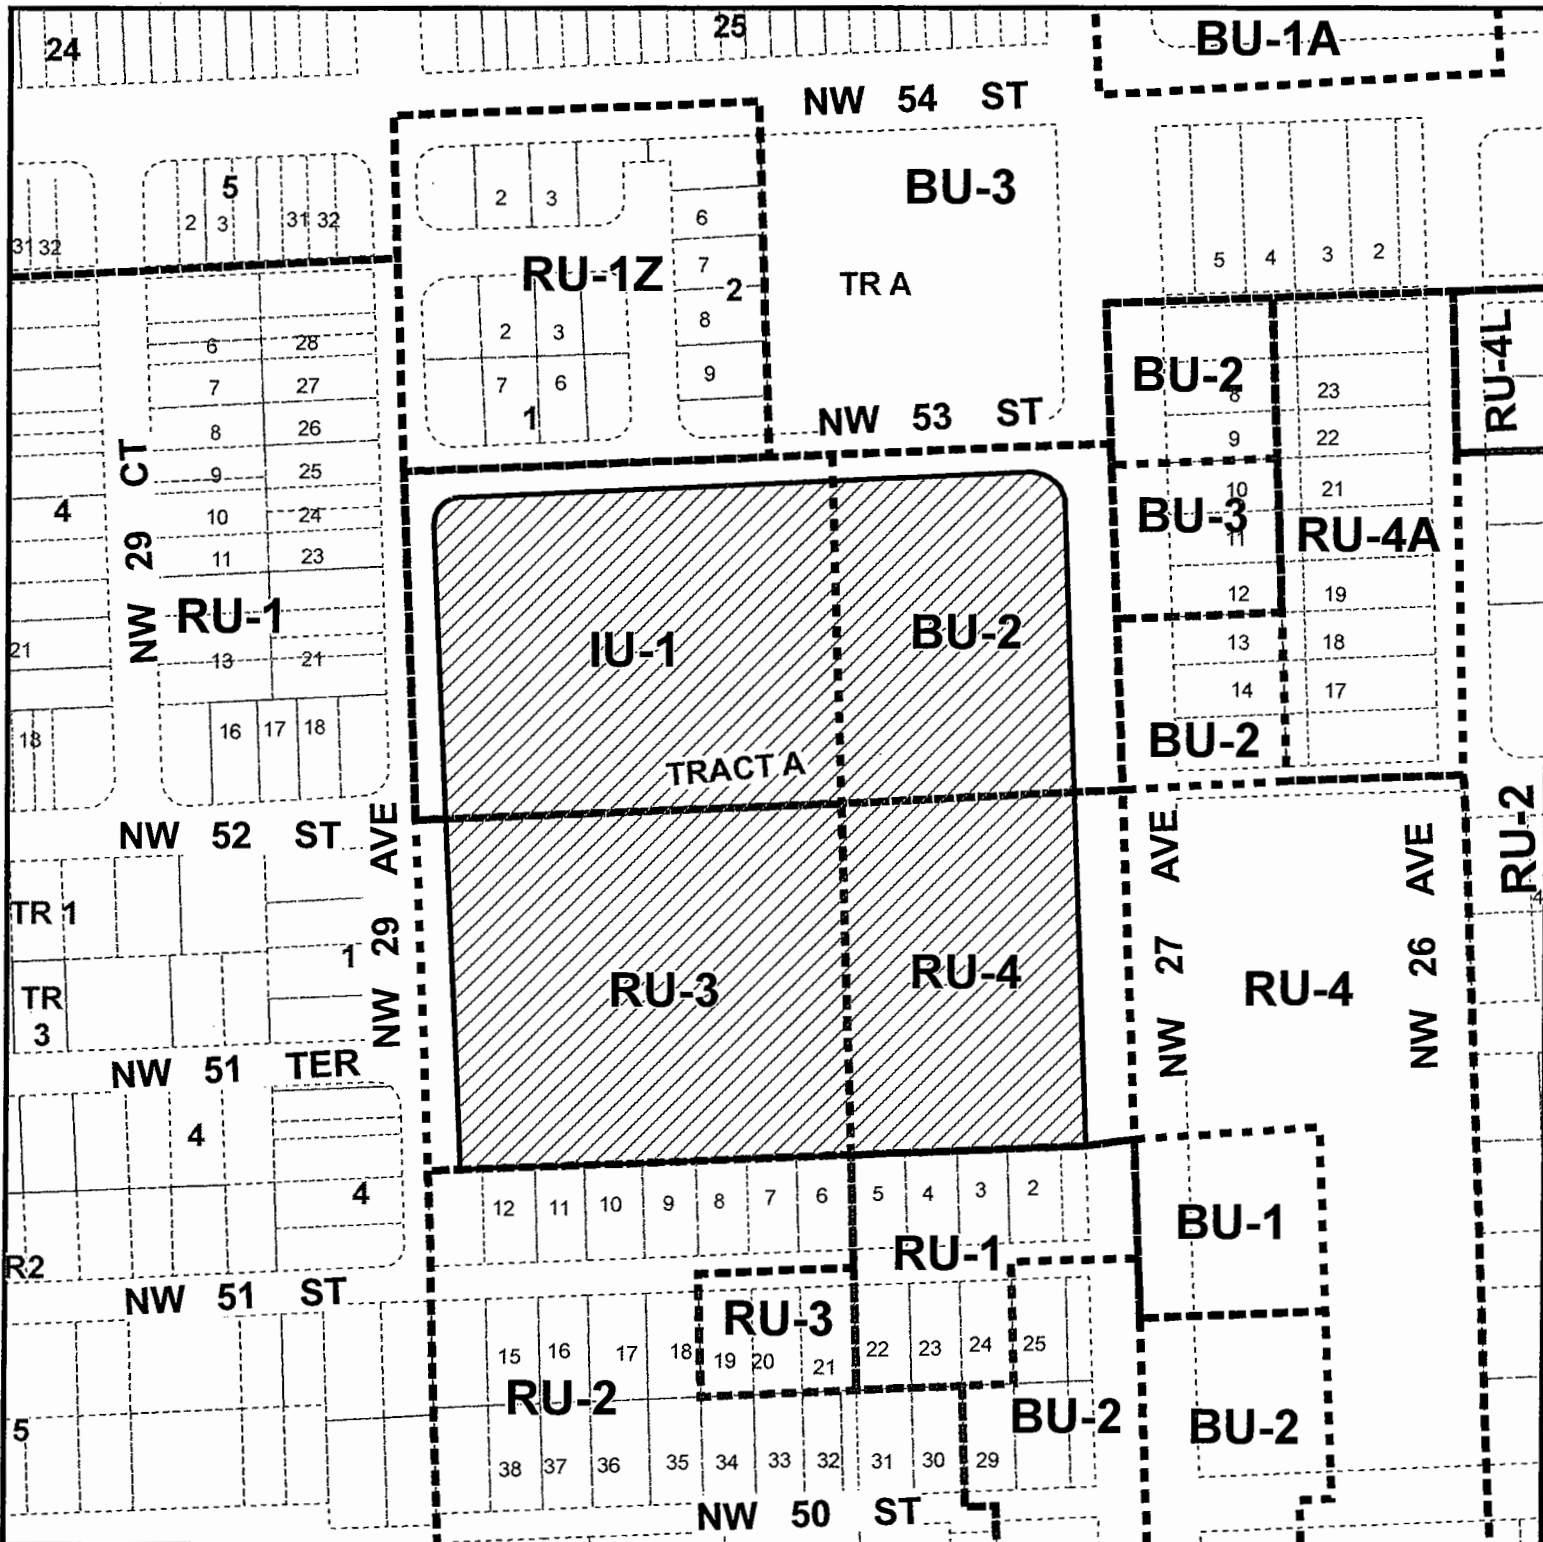 24
25
BU-1A
NW 54 ST
5
2 3 31 32
31 32
2 3
BU-3
6
RU-1Z
7
2
TR A
8
9
2 3
7 6
1
5 4 3 2
NW 53 ST
BU-2
8
9
23
22
RU-4L
6 28
7 27
8 26
9 25
10 24
11 23
RU-1
13 21
16 17 18
4
NW 29 CT
21
18
10
BU-3
11
12
21
RU-4A
19
13 18
14 17
BU-2
IU-1
BU-2
TRACT A
NW 52 ST
NW 29 AVE
NW 27 AVE
NW 26 AVE
RU-2
4
TR 1
1
TR
3
RU-3
RU-4
RU-4
NW 51 TER
4
4
R2
NW 51 ST
12 11 10 9 8 7 6 5 4 3 2
RU-1
BU-1
RU-3
15 16 17 18 19 20 21 22 23 24 25
RU-2
BU-2
BU-2
5
38 37 36 35 34 33 32 31 30 29
NW 50 ST